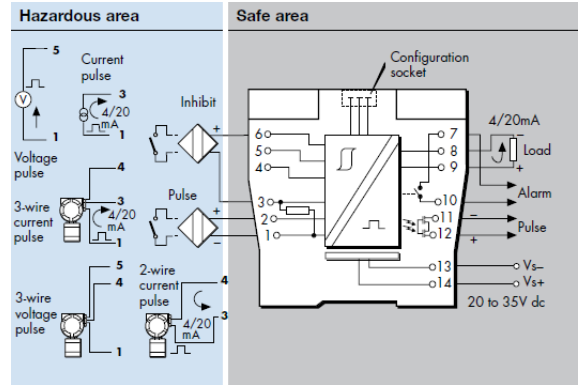 Hazardous area
Safe area
5
V
1
Voltage
pulse
Current
pulse
3
4/20
mA
1
4
3-wire
current
pulse
3
4/20
mA
1
5
4
3-wire
voltage
pulse
1
2-wire
current
pulse
4
4/20
mA
3
Inhibit
+
Pulse
+
−
Configuration
socket
6
5
4
3
2
1
7
8
9
10
11
12
13
14
4/20mA
−
Load
+
Alarm
−
Pulse
+
Vs−
Vs+
20 to 35V dc